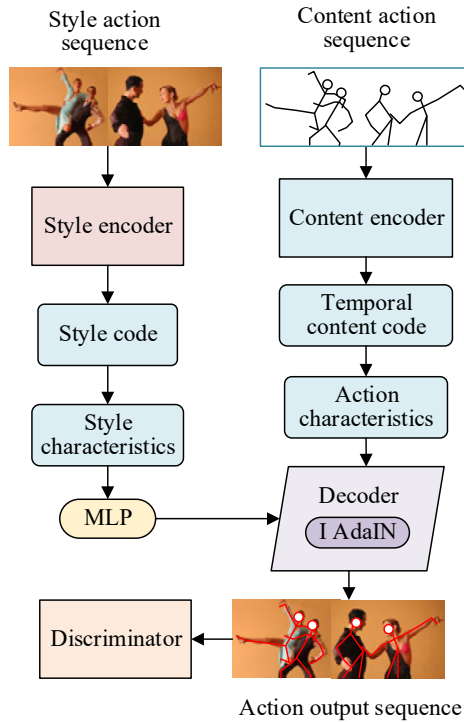 Style action
sequence
Content action
sequence
Style encoder
Content encoder
Style code
Temporal
content code
Style
characteristics
Action
characteristics
MLP
Decoder
I AdaIN
Discriminator
Action output sequence